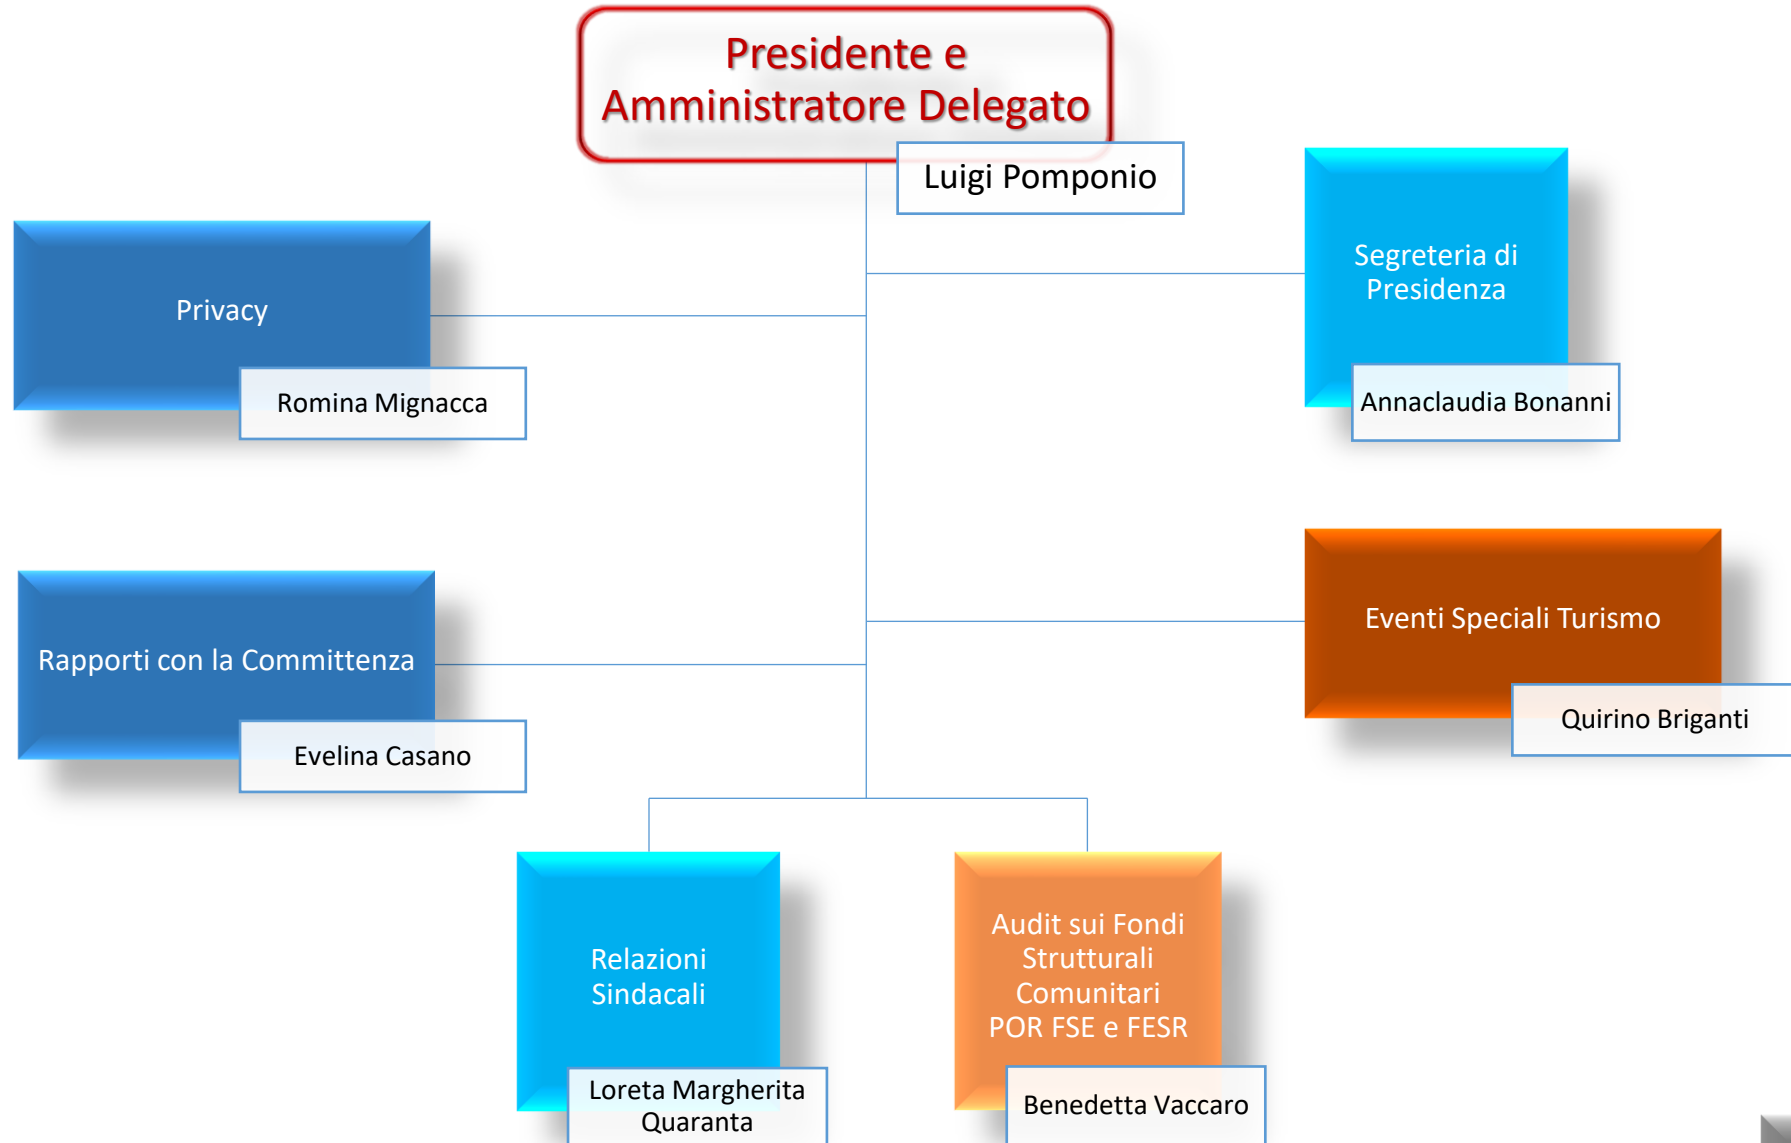 Presidente e
Amministratore Delegato
Luigi Pomponio
Segreteria di
Presidenza
Annaclaudia Bonanni
Privacy
Romina Mignacca
Eventi Speciali Turismo
Quirino Briganti
Rapporti con la Committenza
Evelina Casano
Relazioni
Sindacali
Loreta Margherita
Quaranta
Audit sui Fondi
Strutturali
Comunitari
POR FSE e FESR
Benedetta Vaccaro